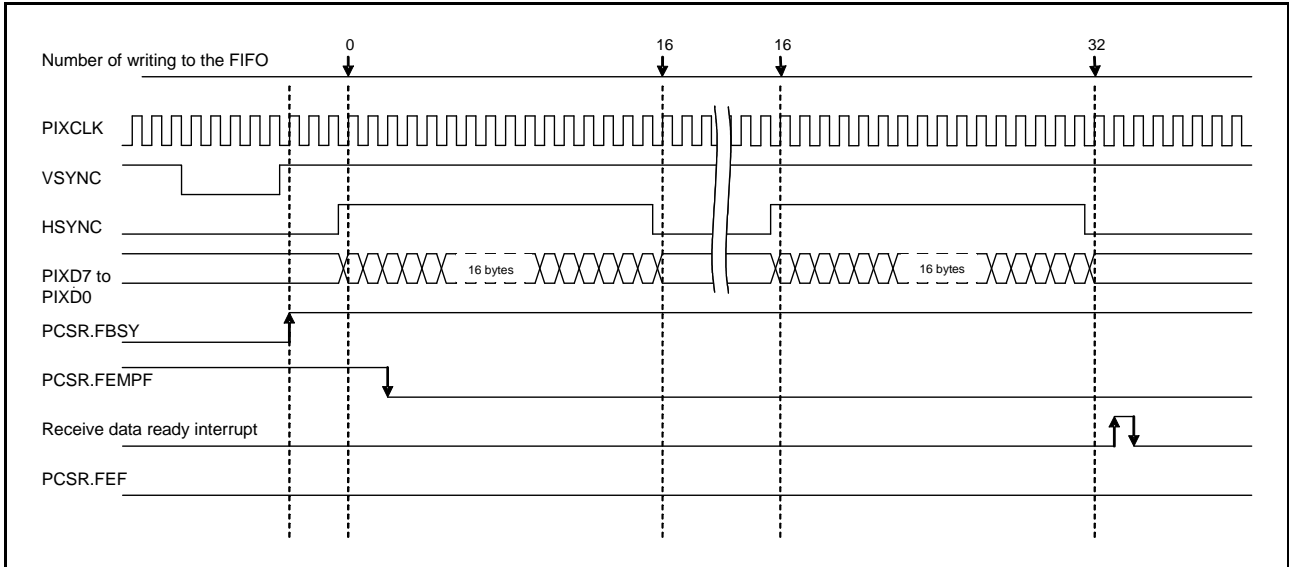 0 16 16 32
Number of writing to the FIFO
PIXCLK
VSYNC
HSYNC
PIXD7 to
PIXD0
16 bytes 16 bytes
PCSR.FBSY
PCSR.FEMPF
Receive data ready interrupt
PCSR.FEF